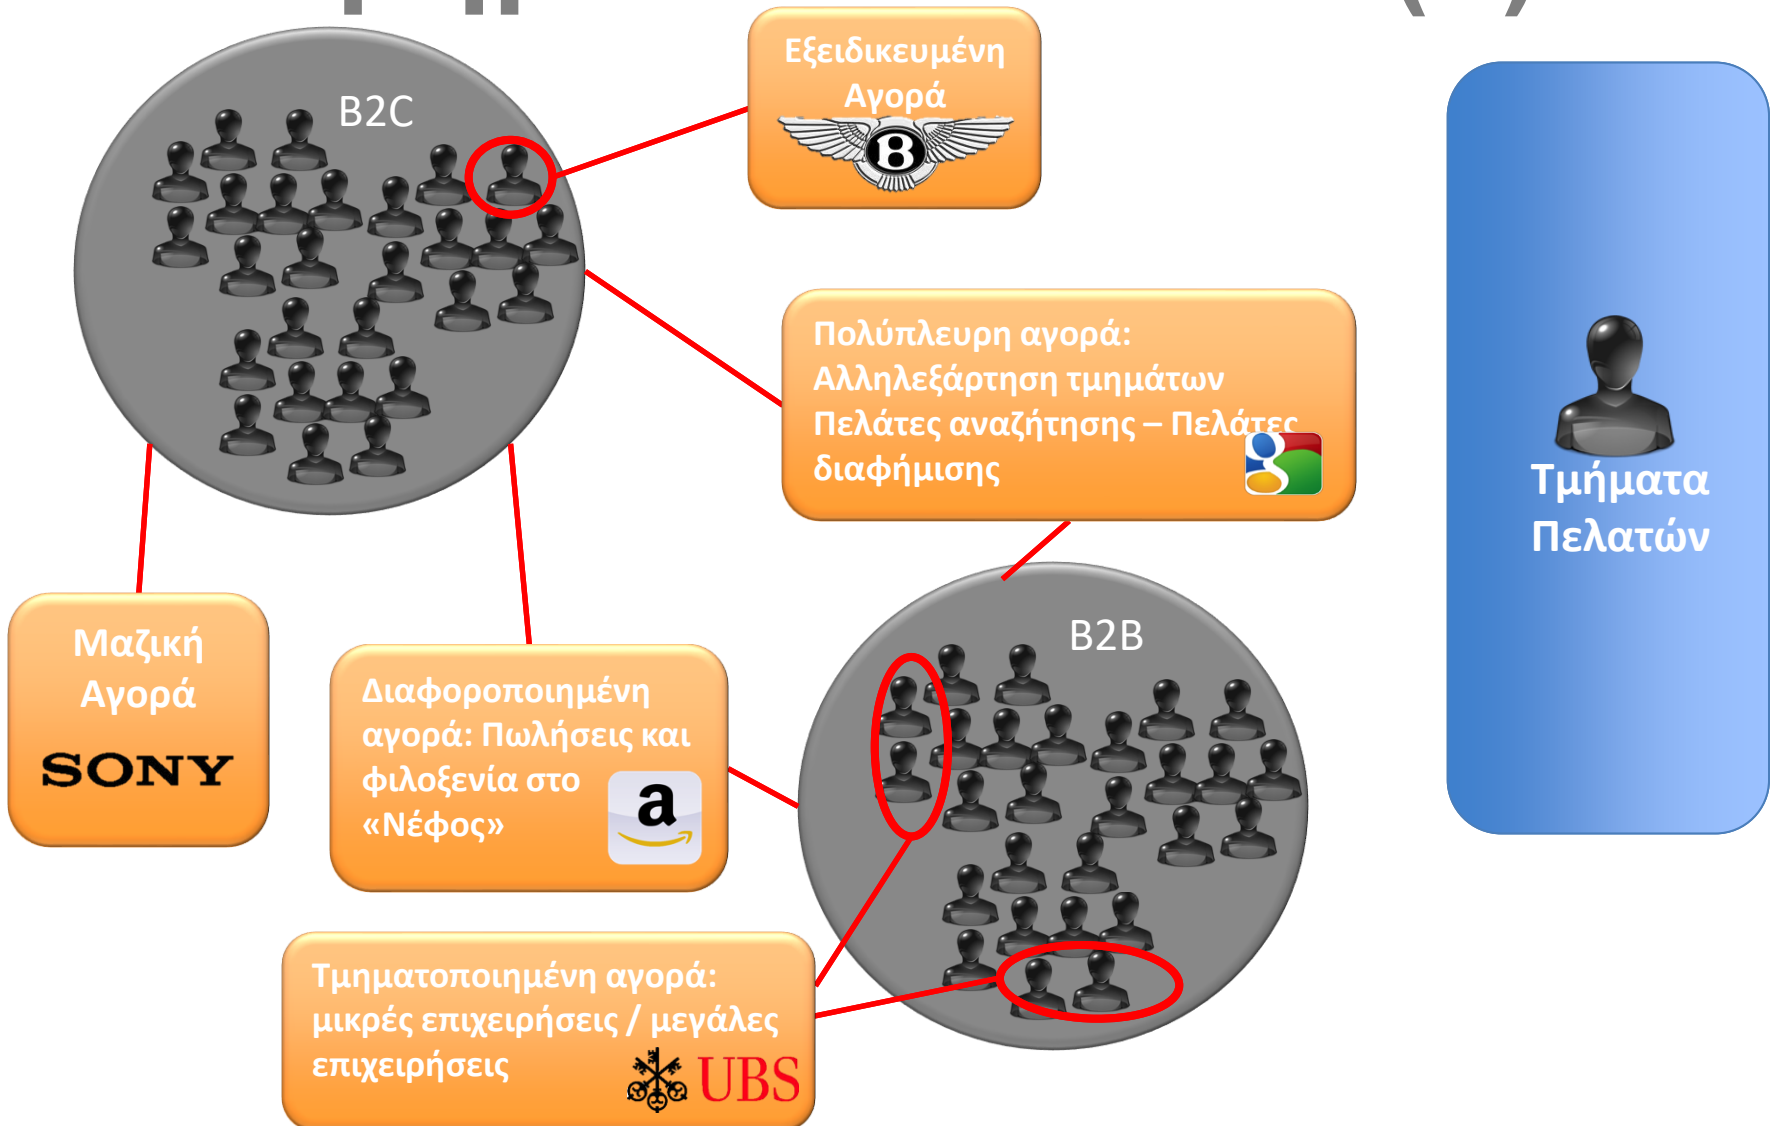 B2C
Εξειδικευμένη
Αγορά
B
Πολύπλευρη αγορά:
Αλληλεξάρτηση τμημάτων
Πελάτες αναζήτησης – Πελάτες
διαφήμισης
g
Τμήματα
Πελατών
Μαζική
Αγορά
SONY
Διαφοροποιημένη
αγορά: Πωλήσεις και
φιλοξενία στο
«Νέφος»
a
B2B
Τμηματοποιημένη αγορά:
μικρές επιχειρήσεις / μεγάλες
επιχειρήσεις
UBS